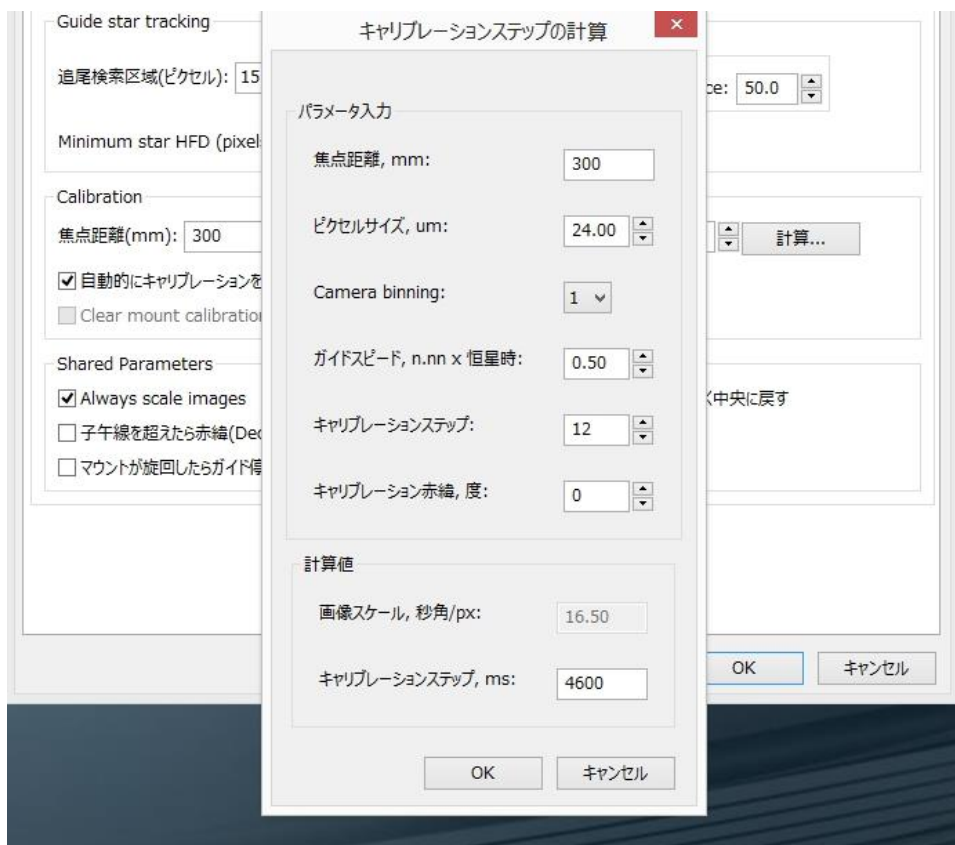 Guide star tracking
キャリブレーションステップの計算
追尾検索区域(ピクセル): 15
ce: 50.0
Minimum star HFD (pixel
パラメータ入力
焦点距離, mm: 300
ピクセルサイズ, um: 24.00
Camera binning: 1
ガイドスピード, n.nn x 恒星時: 0.50
キャリブレーションステップ: 12
キャリブレーション赤緯, 度: 0
計算値
画像スケール, 秒角/px: 16.50
キャリブレーションステップ, ms: 4600
OK キャンセル
Calibration
焦点距離(mm): 300
計算...
自動的にキャリブレーションを
Clear mount calibration
Shared Parameters
Always scale images
く中央に戻す
子午線を超えたら赤緯(Dec
マウントが旋回したらガイド停
OK キャンセル